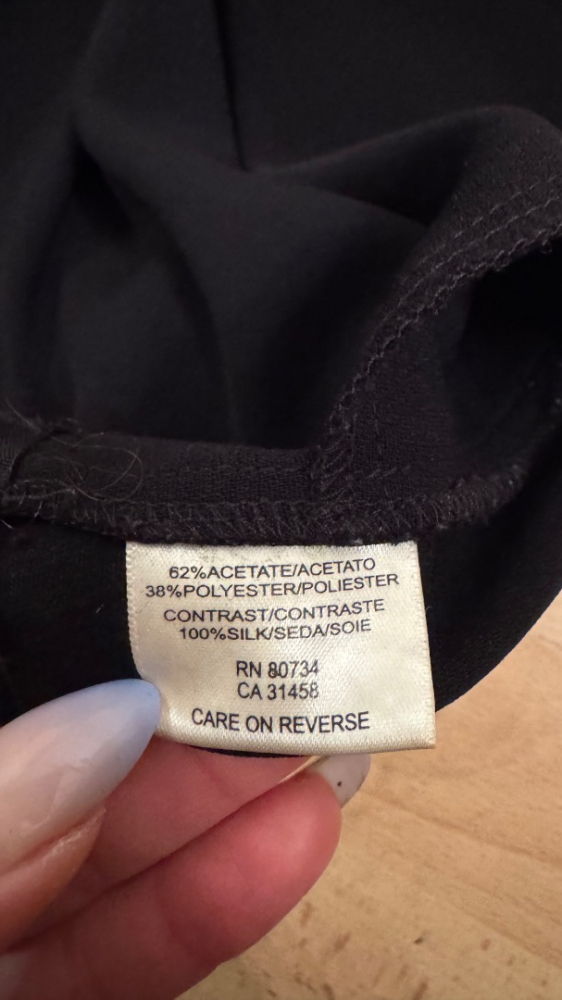 62%ACETATE/ACETATO
38%POLYESTER/POLIESTER
CONTRAST/CONTRASTE
100%SILK/SEDA/SOIE
RN 80734
CA 31458
CARE ON REVERSE